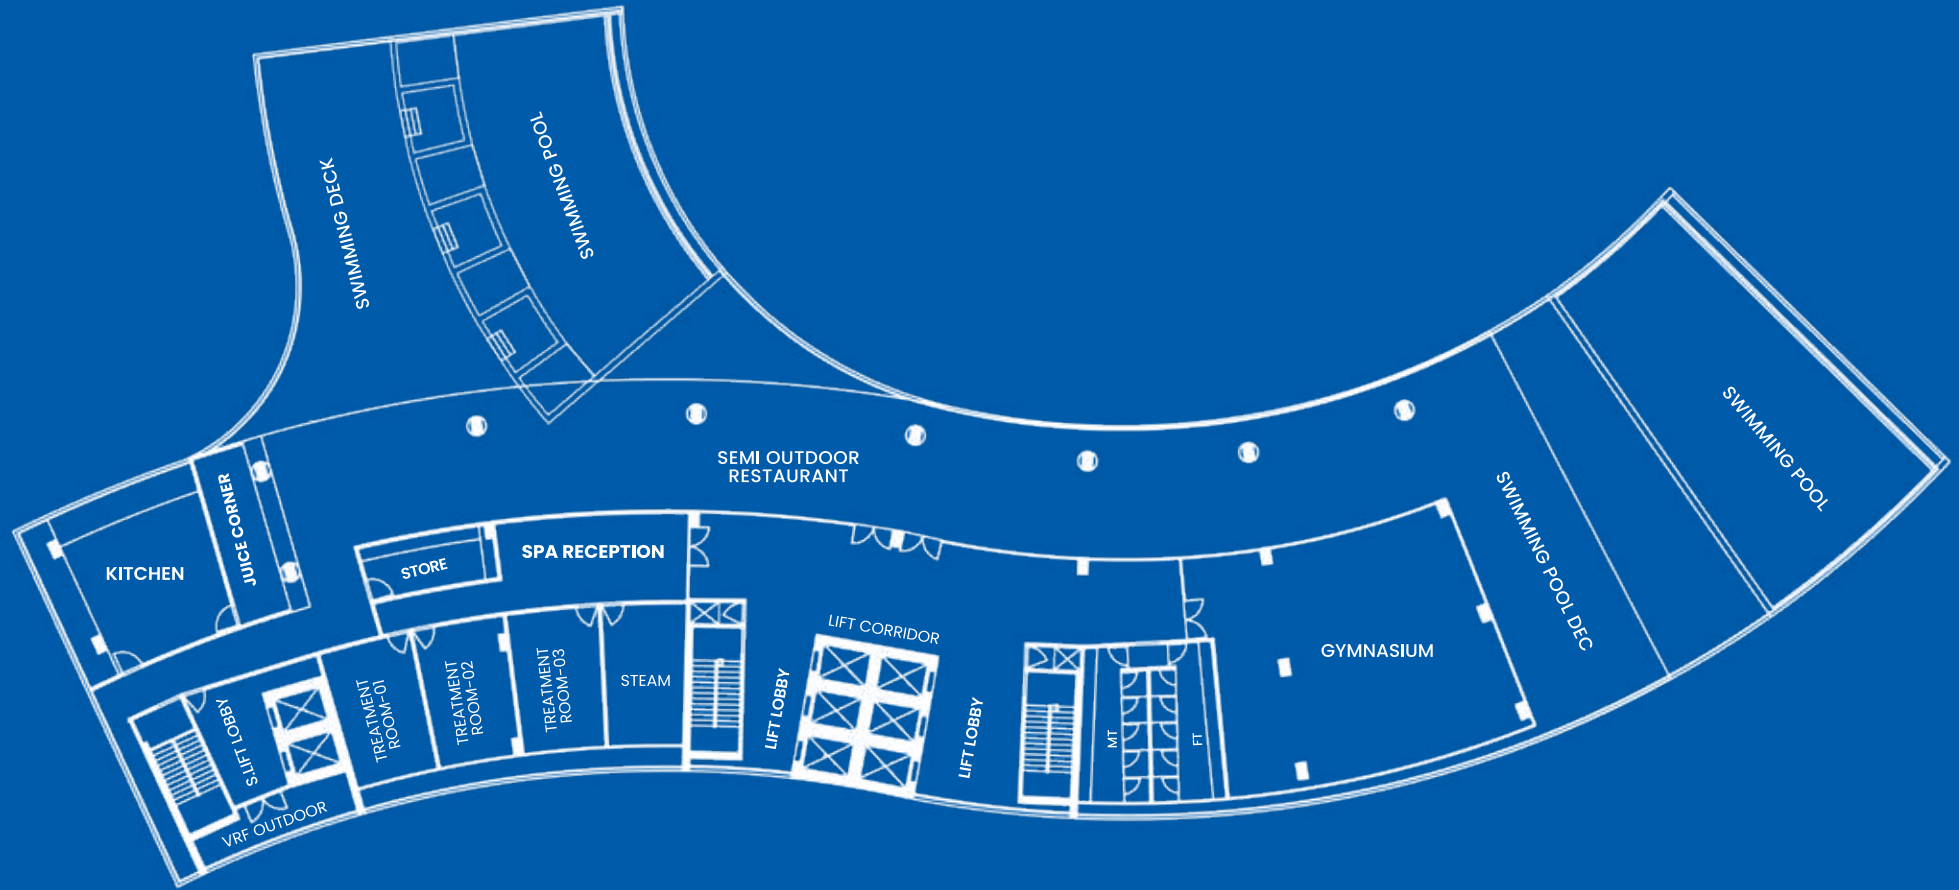 SWIMMING DECK
SWIMMING POOL
SEMI OUTDOOR
RESTAURANT
SWIMMING POOL
SWIMMING POOL DEC
JUICE CORNER
KITCHEN
STORE
SPA RECEPTION
LIFT CORRIDOR
GYMNASIUM
S.LIFT LOBBY
TREATMENT
ROOM-01
TREATMENT
ROOM-02
TREATMENT
ROOM-03
STEAM
LIFT LOBBY
LIFT LOBBY
MT
FT
VRF OUTDOOR